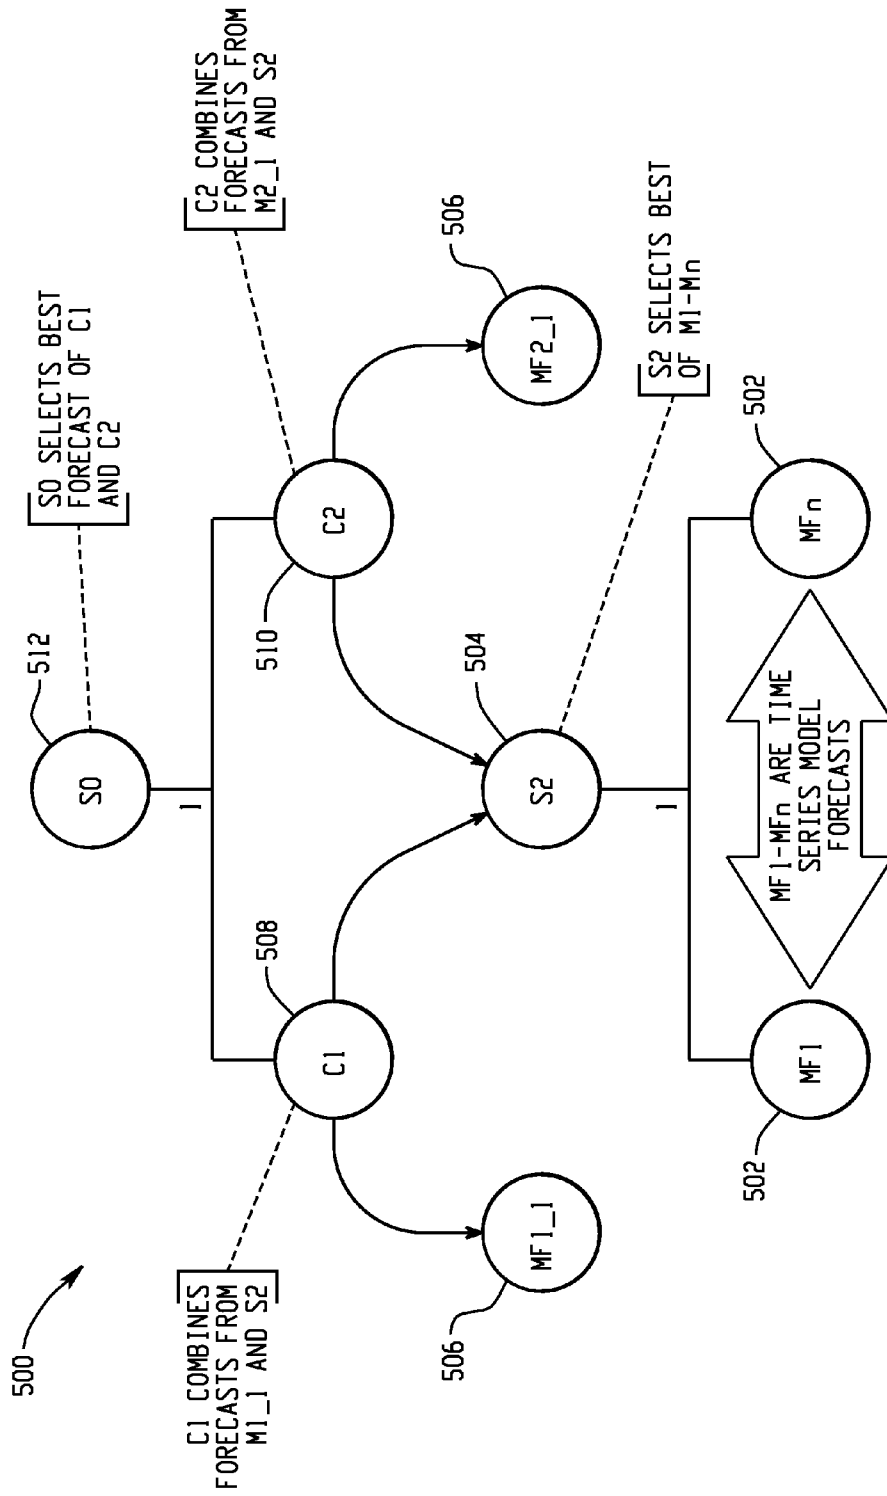 500
512
S0
S0 SELECTS BEST
FORECAST OF C1
AND C2
1
C1 COMBINES
FORECASTS FROM
M1_1 AND S2
508
C1
510
C2
C2 COMBINES
FORECASTS FROM
M2_1 AND S2
506
MF1_1
504
S2
506
MF2_1
S2 SELECTS BEST
OF M1-Mn
1
502
MF1
MF1-MFn ARE TIME
SERIES MODEL
FORECASTS
502
MFn